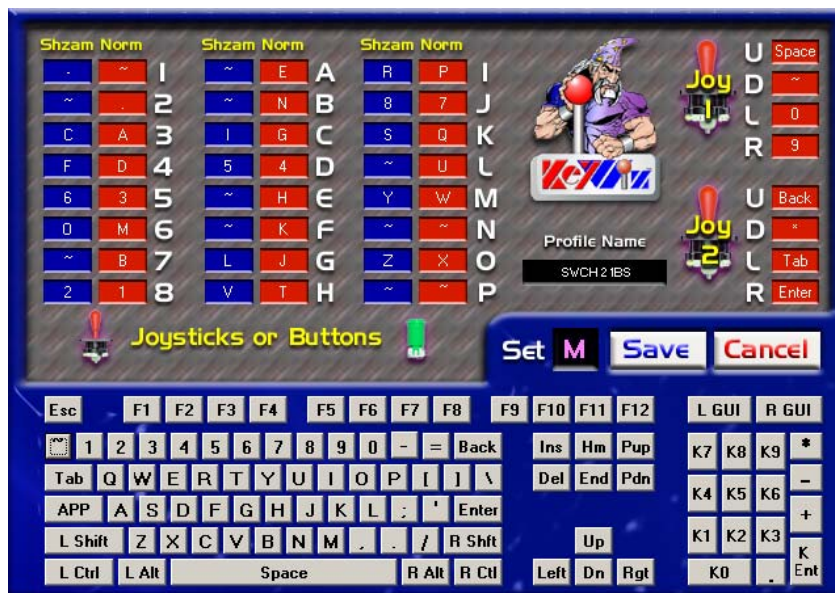 Shzam Norm Shzam Norm Shzam Norm
- ~ 1 ~ E A R P I
~ . 2 ~ N B 8 7 J
C A 3 I G C S Q K
F D 4 5 4 D ~ U L
6 3 5 ~ H E Y W M
0 M 6 ~ K F ~ ~ N
~ B 7 L J G Z X O
2 1 8 V T H ~ ~ P
KeyWiz
Profile Name
SWCH21BS
Joy 1
U Space
D ~
L 0
R 9
Joy 2
U Back
D *
L Tab
R Enter
Joysticks or Buttons
Set M Save Cancel
Esc F1 F2 F3 F4 F5 F6 F7 F8 F9 F10 F11 F12 L GUI R GUI
~ 1 2 3 4 5 6 7 8 9 0 - = Back Ins Hm Pup K7 K8 K9 *
Tab Q W E R T Y U I O P [ ] \ Del End Pdn K4 K5 K6 -
APP A S D F G H J K L ; ' Enter +
L Shift Z X C V B N M , . / R Shft Up K1 K2 K3 K Ent
L Ctrl L Alt Space R Alt R Ctl Left Dn Rgt K0 .